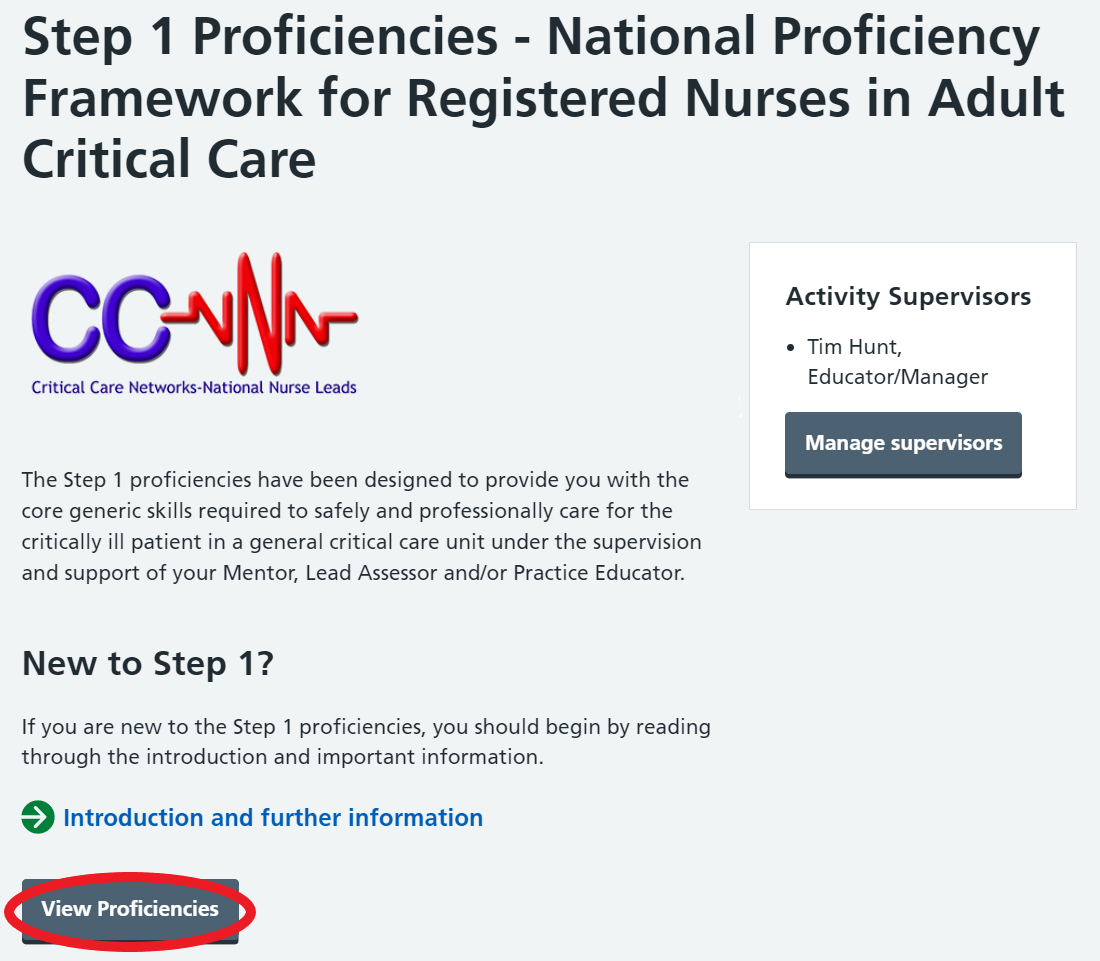 Step 1 Proficiencies - National Proficiency
Framework for Registered Nurses in Adult
Critical Care
CC-NNN
Critical Care Networks-National Nurse Leads
Activity Supervisors
• Tim Hunt,
Educator/Manager
Manage supervisors
The Step 1 proficiencies have been designed to provide you with the
core generic skills required to safely and professionally care for the
critically ill patient in a general critical care unit under the supervision
and support of your Mentor, Lead Assessor and/or Practice Educator.
New to Step 1?
If you are new to the Step 1 proficiencies, you should begin by reading
through the introduction and important information.
Introduction and further information
View Proficiencies